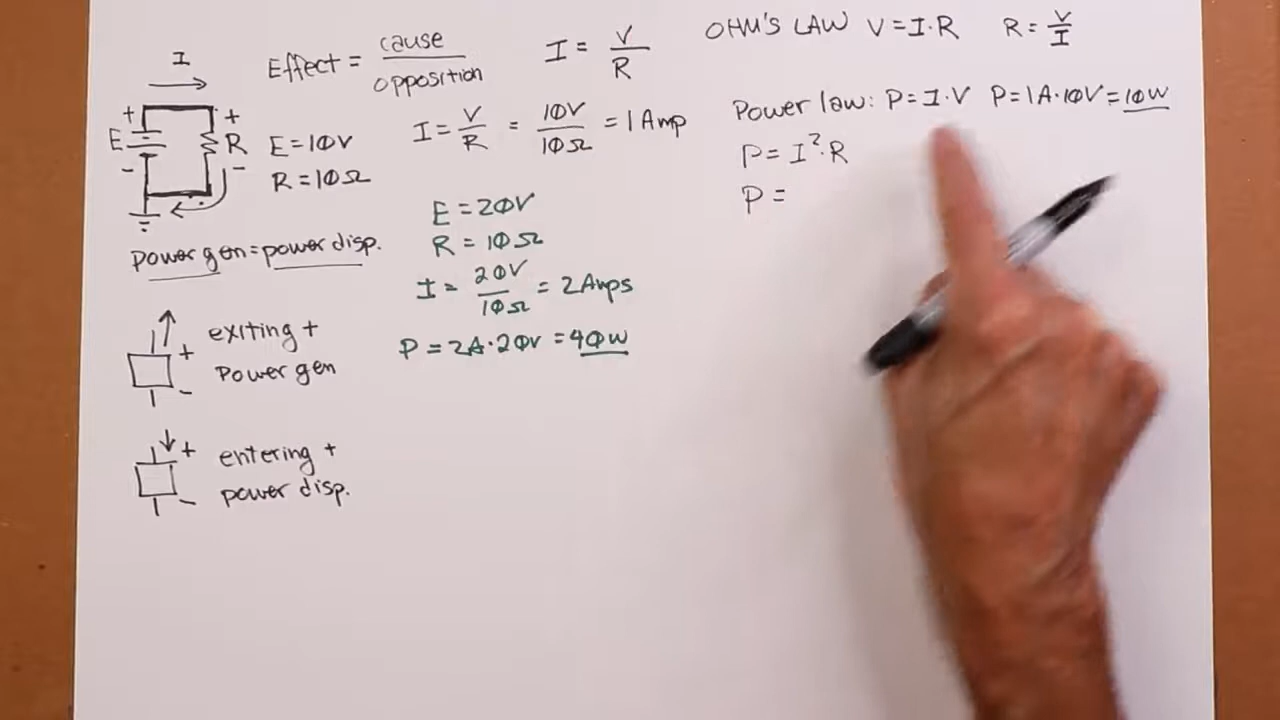 I
+ +
E R
- -
E = 10V
R = 10Ω
Effect = cause / opposition
I = V / R
I = V / R = 10V / 10Ω = 1 Amp
Power gen = power disp.
exiting +
+
Power gen
-
+ entering +
power disp.
-
E = 20V
R = 10Ω
I = 20V / 10Ω = 2 Amps
P = 2A·20V = 40W
OHM'S LAW V = I·R R = V / I
Power law: P = I·V P = 1A·10V = 10W
P = I²·R
P =